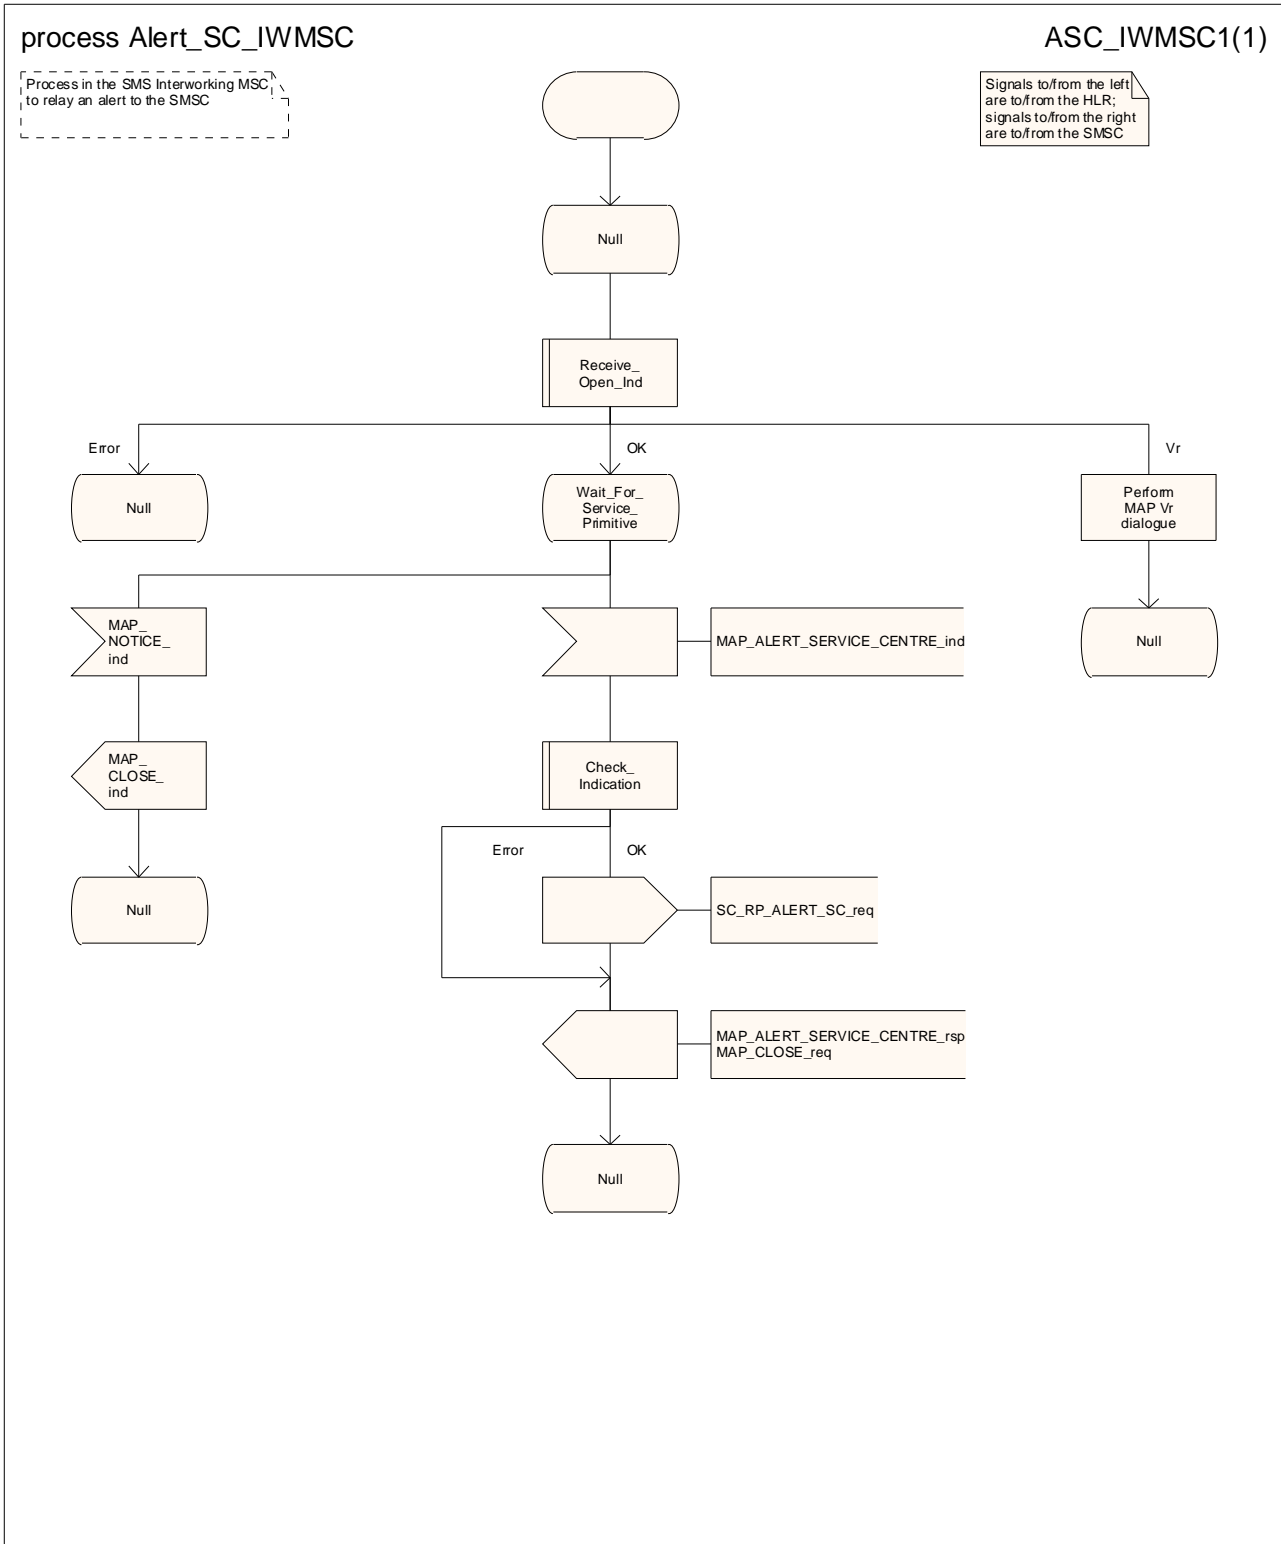 process Alert_SC_IWMSC
ASC_IWMSC1(1)
Process in the SMS Interworking MSC
to relay an alert to the SMSC
Signals to/from the left
are to/from the HLR;
signals to/from the right
are to/from the SMSC
Null
Receive_
Open_Ind
Error
OK
Vr
Null
Wait_For_
Service_
Primitive
Perform
MAP Vr
dialogue
MAP_
NOTICE_
ind
MAP_ALERT_SERVICE_CENTRE_ind
Null
MAP_
CLOSE_
ind
Check_
Indication
Error
OK
Null
SC_RP_ALERT_SC_req
MAP_ALERT_SERVICE_CENTRE_rsp
MAP_CLOSE_req
Null